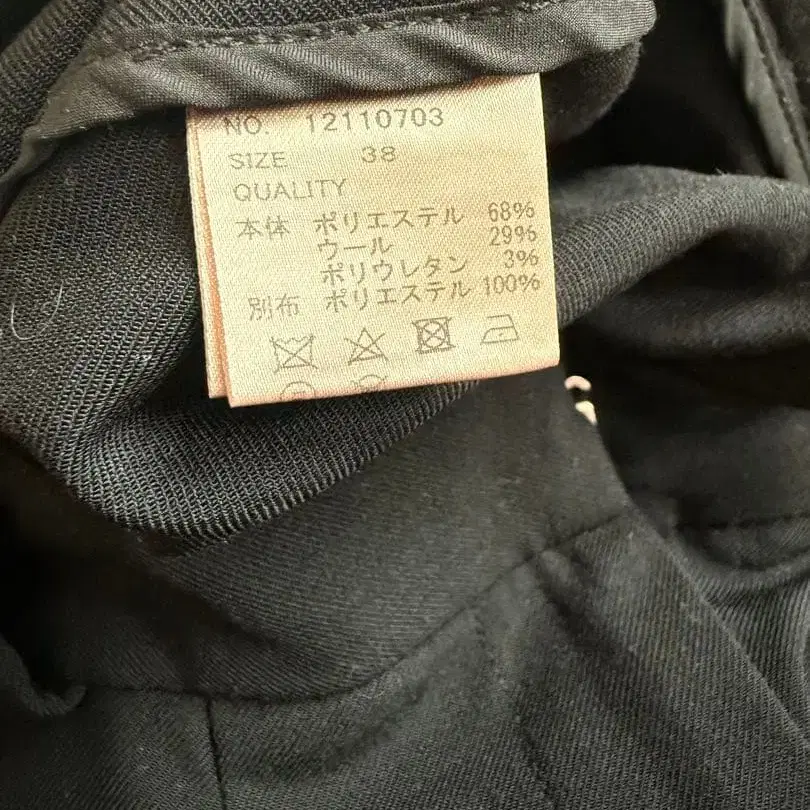 NO. 12110703
SIZE 38
QUALITY
本体 ポリエステル 68%
ウール 29%
ポリウレタン 3%
別布 ポリエステル 100%